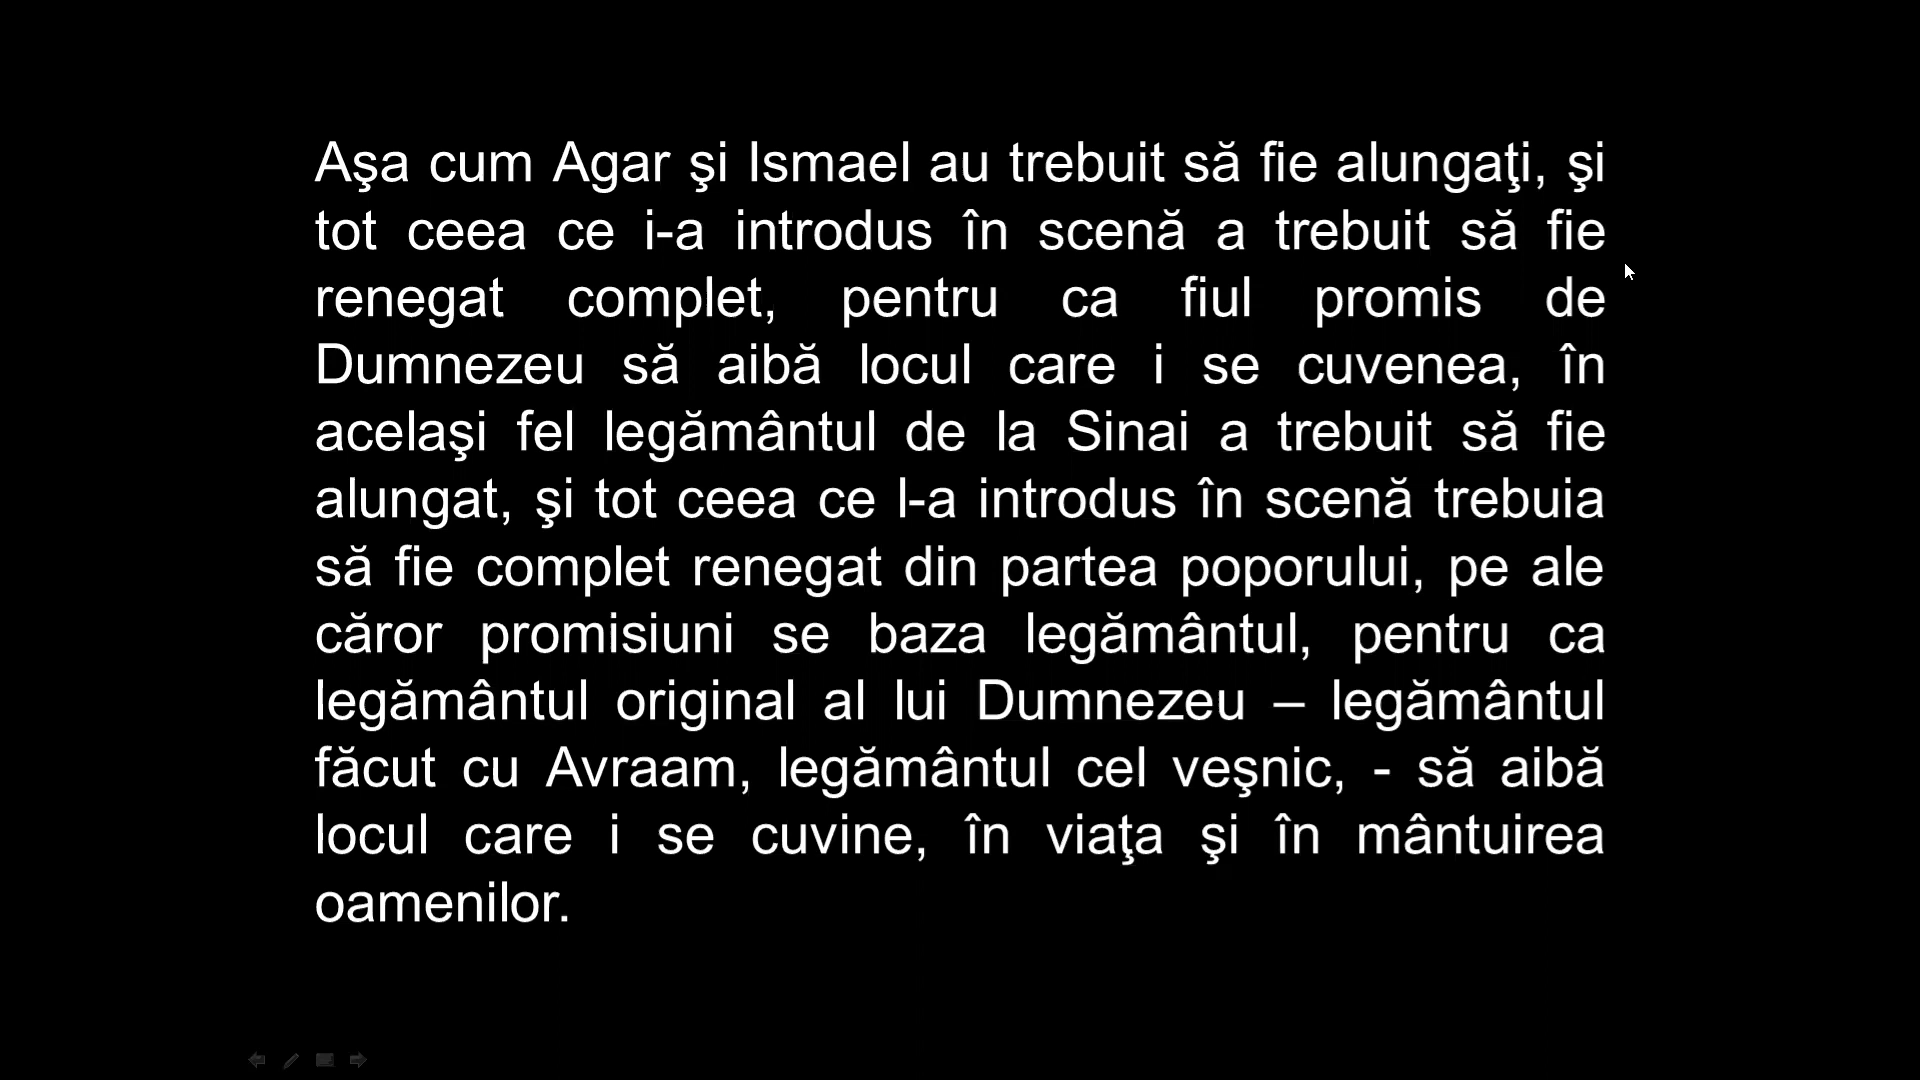 Aşa cum Agar şi Ismael au trebuit să fie alungaţi, şi
tot ceea ce i-a introdus în scenă a trebuit să fie
renegat complet, pentru ca fiul promis de
Dumnezeu să aibă locul care i se cuvenea, în
acelaşi fel legământul de la Sinai a trebuit să fie
alungat, şi tot ceea ce l-a introdus în scenă trebuia
să fie complet renegat din partea poporului, pe ale
căror promisiuni se baza legământul, pentru ca
legământul original al lui Dumnezeu – legământul
făcut cu Avraam, legământul cel veşnic, - să aibă
locul care i se cuvine, în viaţa şi în mântuirea
oamenilor.